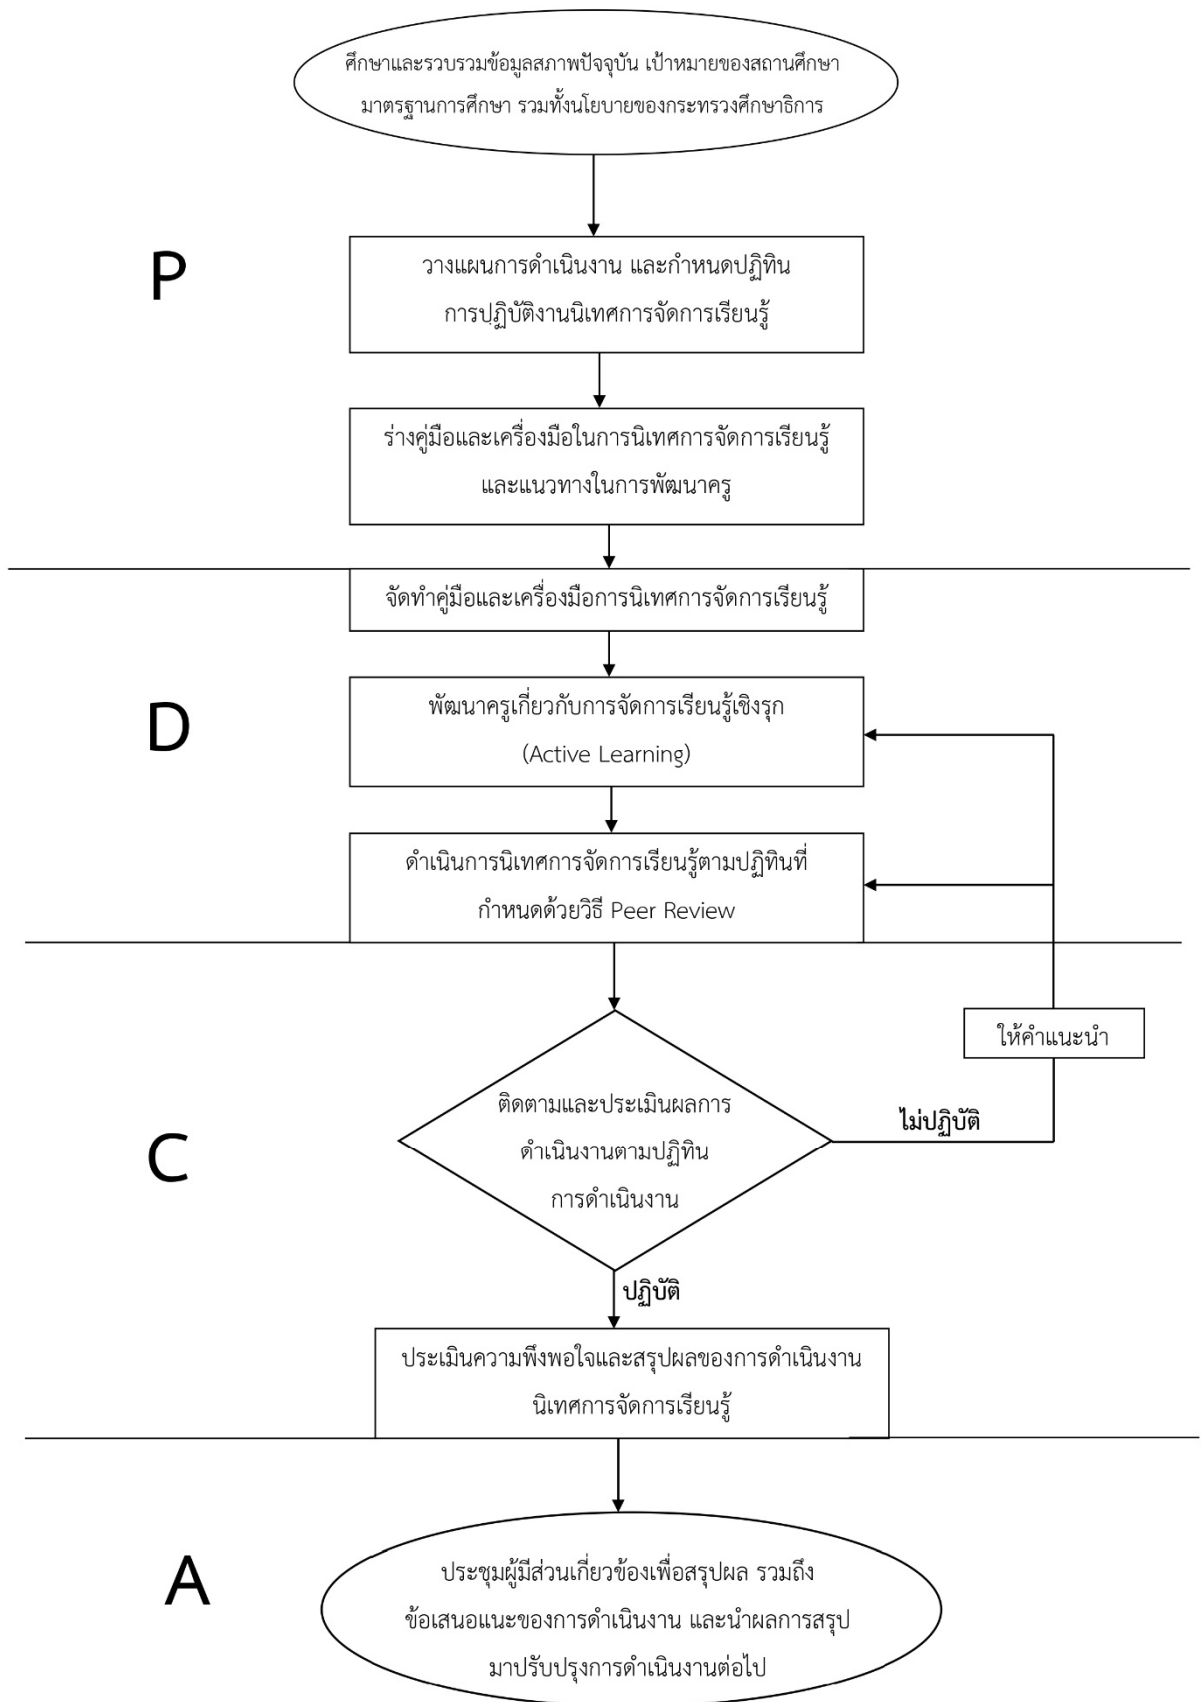 ศึกษาและรวบรวมข้อมูลสภาพปัจจุบัน เป้าหมายของสถานศึกษา
มาตรฐานการศึกษา รวมทั้งนโยบายของกระทรวงศึกษาธิการ
P
วางแผนการดำเนินงาน และกำหนดปฏิทิน
การปฏิบัติงานนิเทศการจัดการเรียนรู้
ร่างคู่มือและเครื่องมือในการนิเทศการจัดการเรียนรู้
และแนวทางในการพัฒนาครู
จัดทำคู่มือและเครื่องมือการนิเทศการจัดการเรียนรู้
D
พัฒนาครูเกี่ยวกับการจัดการเรียนรู้เชิงรุก
(Active Learning)
ดำเนินการนิเทศการจัดการเรียนรู้ตามปฏิทินที่
กำหนดด้วยวิธี Peer Review
ให้คำแนะนำ
C
ติดตามและประเมินผลการ
ดำเนินงานตามปฏิทิน
การดำเนินงาน
ไม่ปฏิบัติ
ปฏิบัติ
ประเมินความพึงพอใจและสรุปผลของการดำเนินงาน
นิเทศการจัดการเรียนรู้
A
ประชุมผู้มีส่วนเกี่ยวข้องเพื่อสรุปผล รวมถึง
ข้อเสนอแนะของการดำเนินงาน และนำผลการสรุป
มาปรับปรุงการดำเนินงานต่อไป